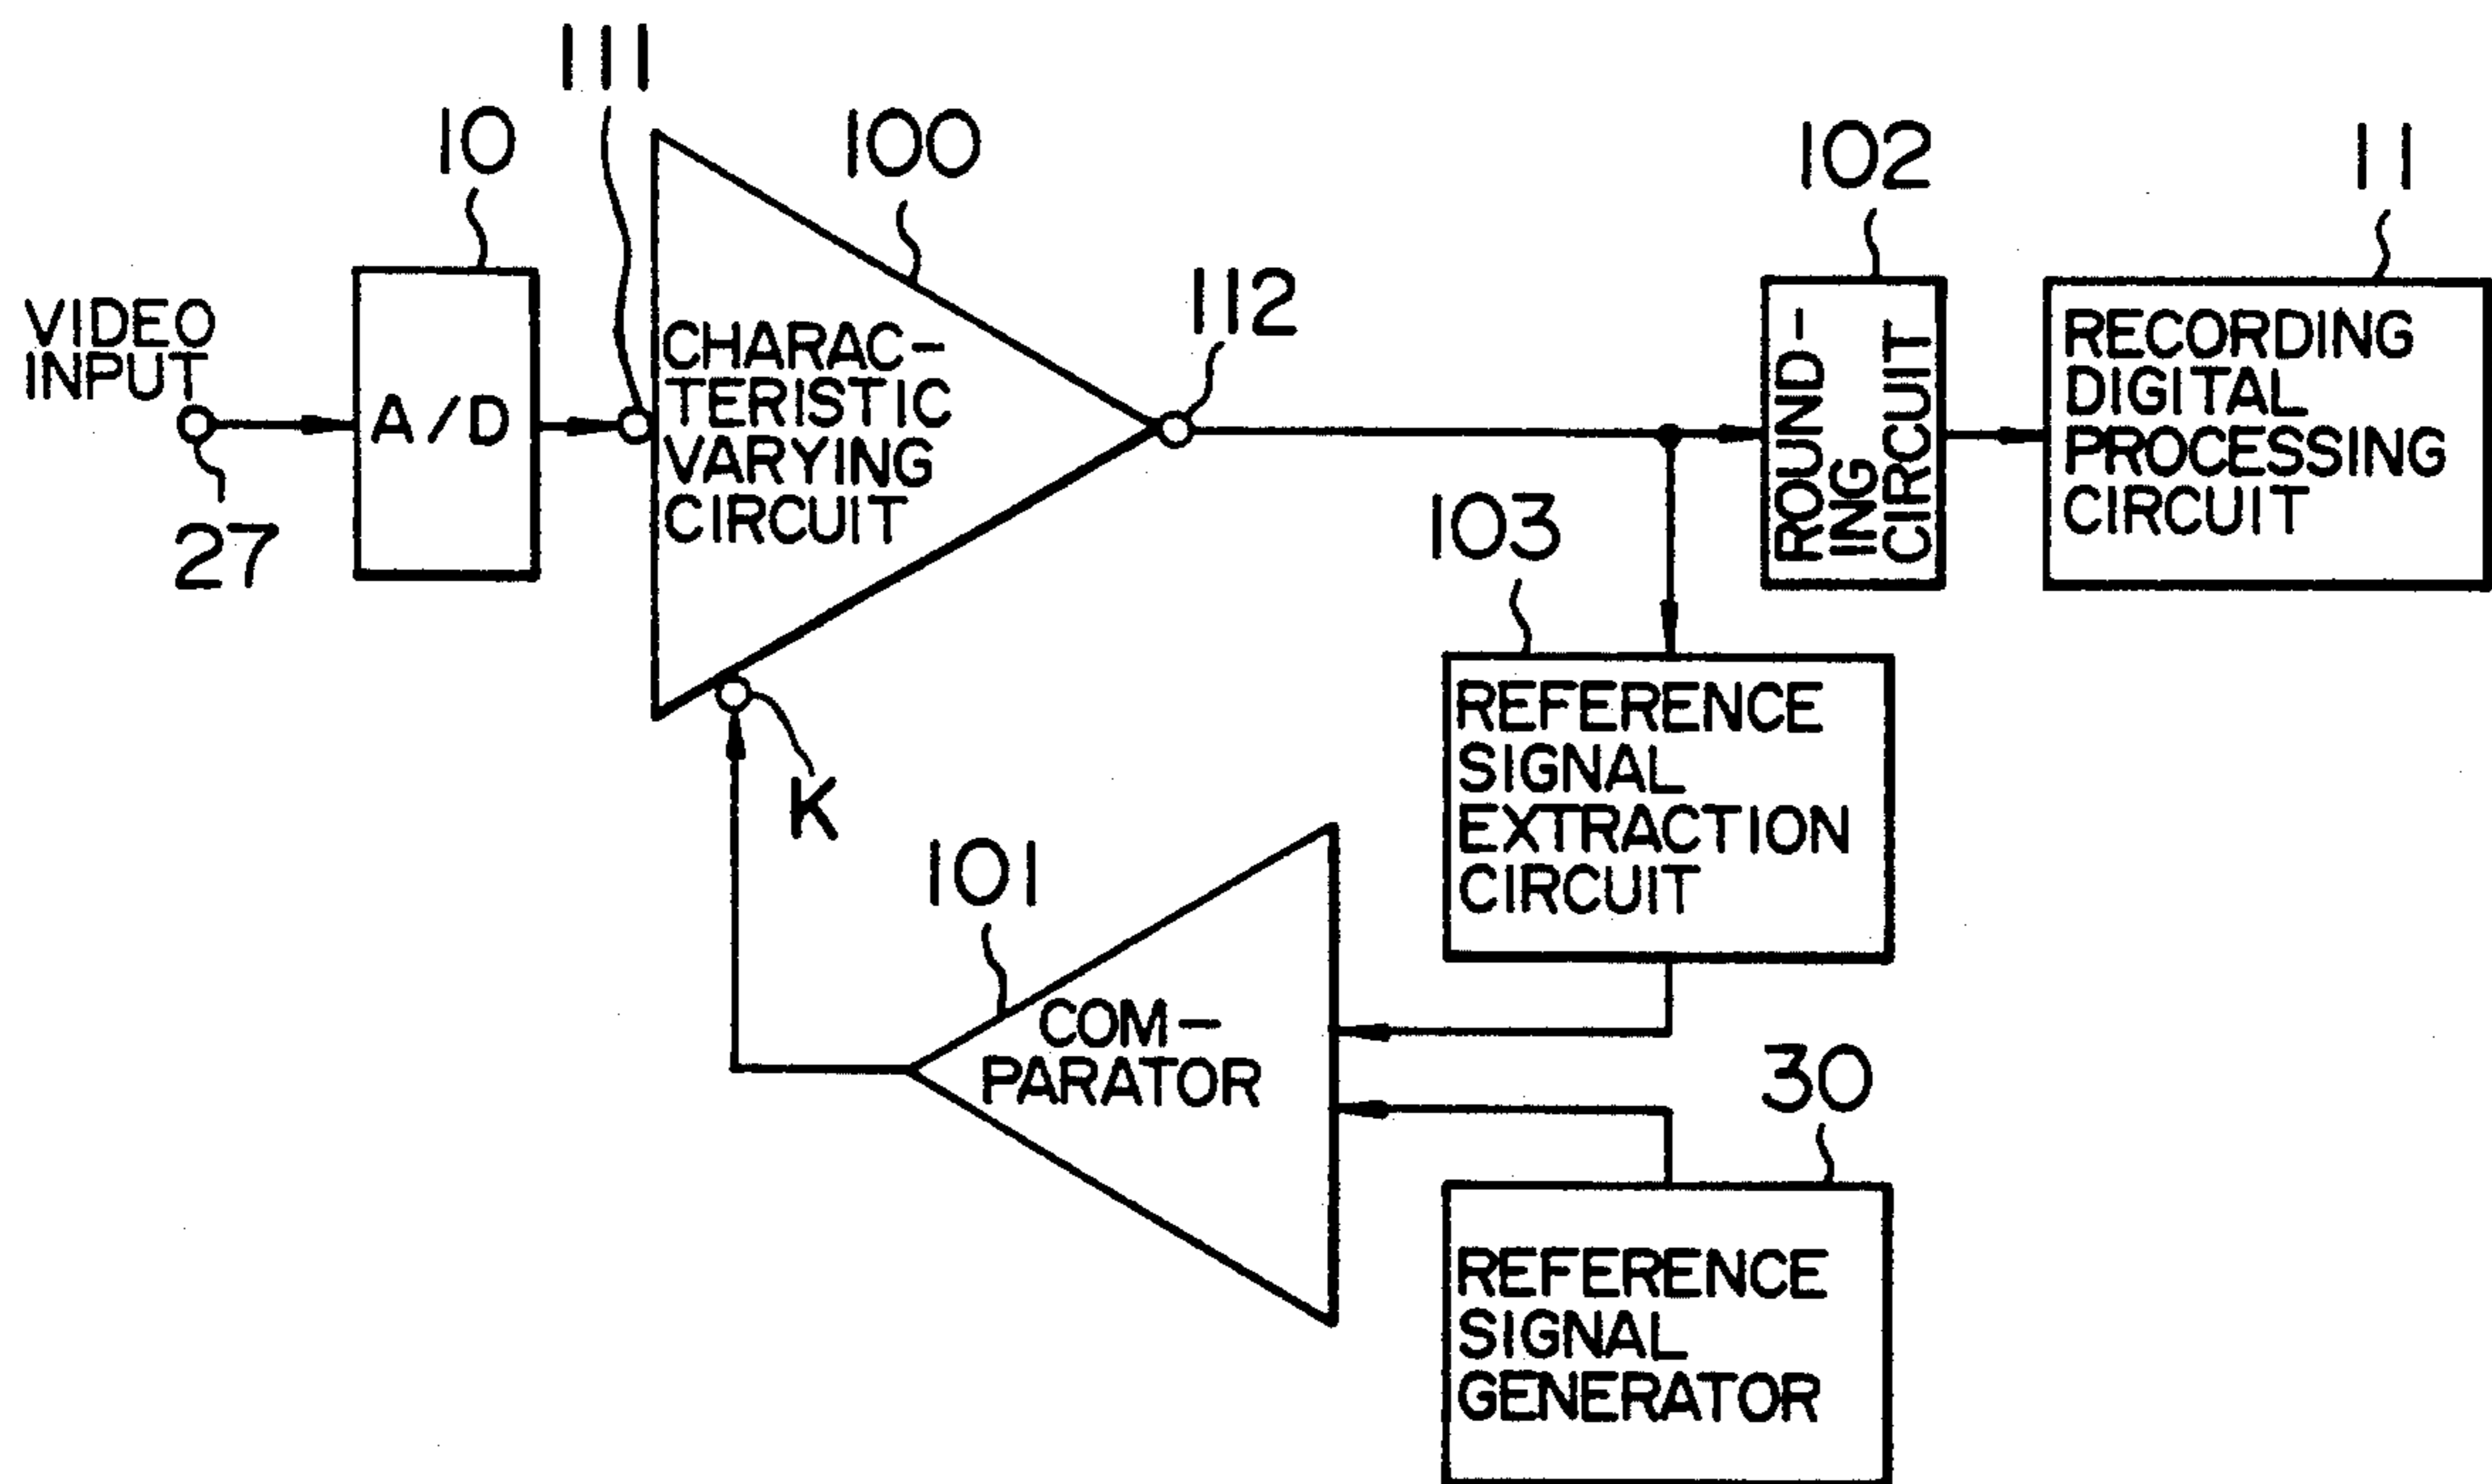 111
10
100
102
11
VIDEO
INPUT
27
A/D
CHARAC-
TERISTIC
VARYING
CIRCUIT
112
ROUND-
ING
CIRCUIT
RECORDING
DIGITAL
PROCESSING
CIRCUIT
103
REFERENCE
SIGNAL
EXTRACTION
CIRCUIT
K
101
COM-
PARATOR
30
REFERENCE
SIGNAL
GENERATOR